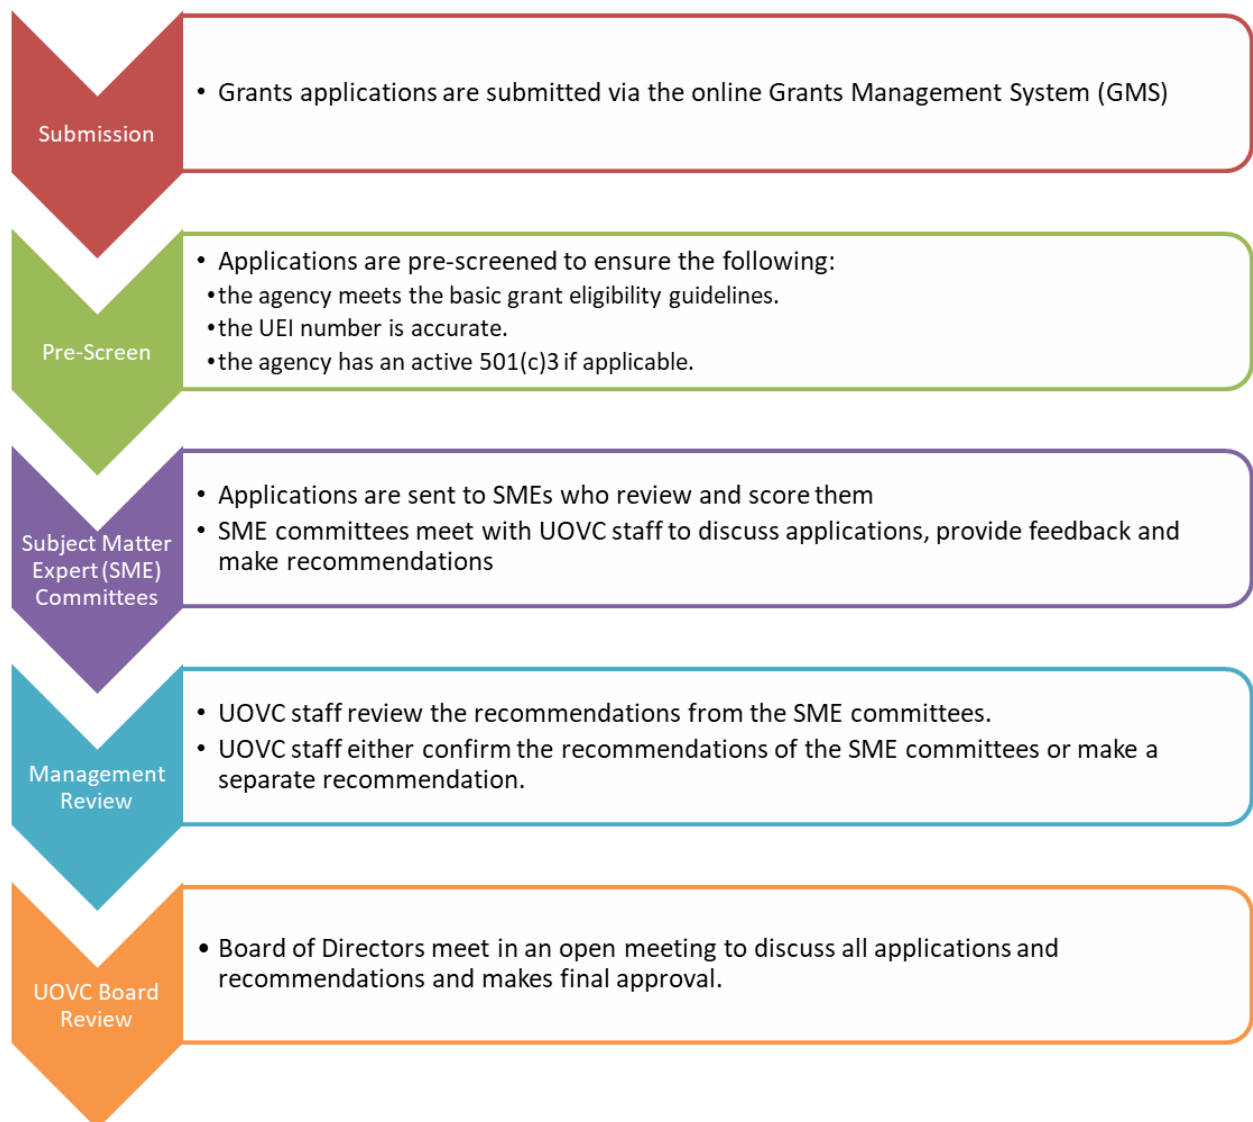 Submission
• Grants applications are submitted via the online Grants Management System (GMS)
Pre-Screen
• Applications are pre-screened to ensure the following:
•the agency meets the basic grant eligibility guidelines.
•the UEI number is accurate.
•the agency has an active 501(c)3 if applicable.
Subject Matter
Expert (SME)
Committees
• Applications are sent to SMEs who review and score them
• SME committees meet with UOVC staff to discuss applications, provide feedback and
make recommendations
Management
Review
• UOVC staff review the recommendations from the SME committees.
• UOVC staff either confirm the recommendations of the SME committees or make a
separate recommendation.
UOVC Board
Review
• Board of Directors meet in an open meeting to discuss all applications and
recommendations and makes final approval.